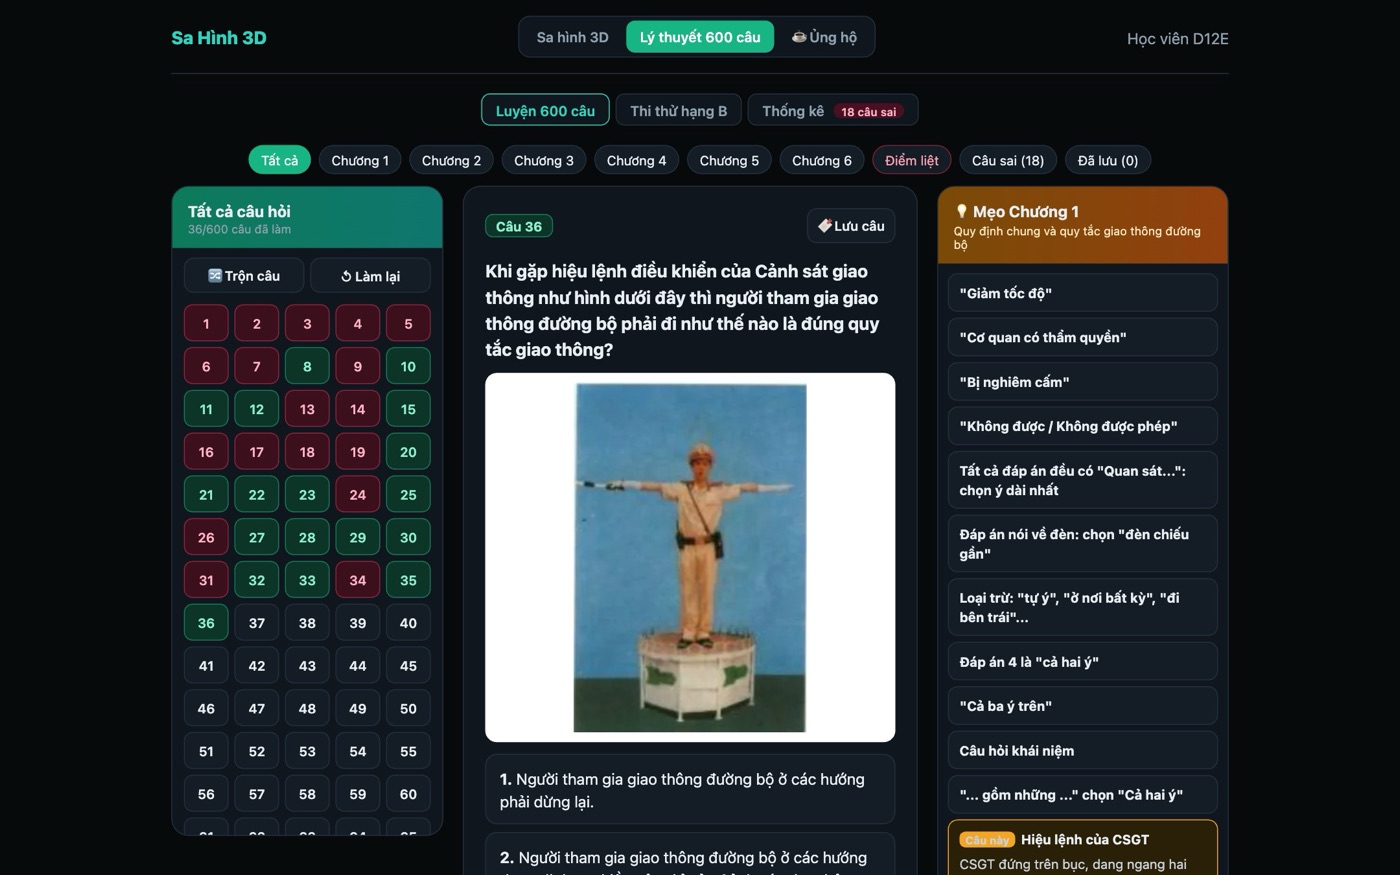 Sa Hình 3D
Sa hình 3D
Lý thuyết 600 câu
☕ Ủng hộ
Học viên D12E
Luyện 600 câu
Thi thử hạng B
Thống kê 18 câu sai
Tất cả
Chương 1
Chương 2
Chương 3
Chương 4
Chương 5
Chương 6
Điểm liệt
Câu sai (18)
Đã lưu (0)
Tất cả câu hỏi
36/600 câu đã làm
🔀 Trộn câu
↺ Làm lại
1 2 3 4 5
6 7 8 9 10
11 12 13 14 15
16 17 18 19 20
21 22 23 24 25
26 27 28 29 30
31 32 33 34 35
36 37 38 39 40
41 42 43 44 45
46 47 48 49 50
51 52 53 54 55
56 57 58 59 60
Câu 36
🔖 Lưu câu
Khi gặp hiệu lệnh điều khiển của Cảnh sát giao
thông như hình dưới đây thì người tham gia giao
thông đường bộ phải đi như thế nào là đúng quy
tắc giao thông?
1. Người tham gia giao thông đường bộ ở các hướng
phải dừng lại.
2. Người tham gia giao thông đường bộ ở các hướng
💡 Mẹo Chương 1
Quy định chung và quy tắc giao thông đường
bộ
"Giảm tốc độ"
"Cơ quan có thẩm quyền"
"Bị nghiêm cấm"
"Không được / Không được phép"
Tất cả đáp án đều có "Quan sát...":
chọn ý dài nhất
Đáp án nói về đèn: chọn "đèn chiếu
gần"
Loại trừ: "tự ý", "ở nơi bất kỳ", "đi
bên trái"...
Đáp án 4 là "cả hai ý"
"Cả ba ý trên"
Câu hỏi khái niệm
"... gồm những ..." chọn "Cả hai ý"
Câu này Hiệu lệnh của CSGT
CSGT đứng trên bục, dang ngang hai